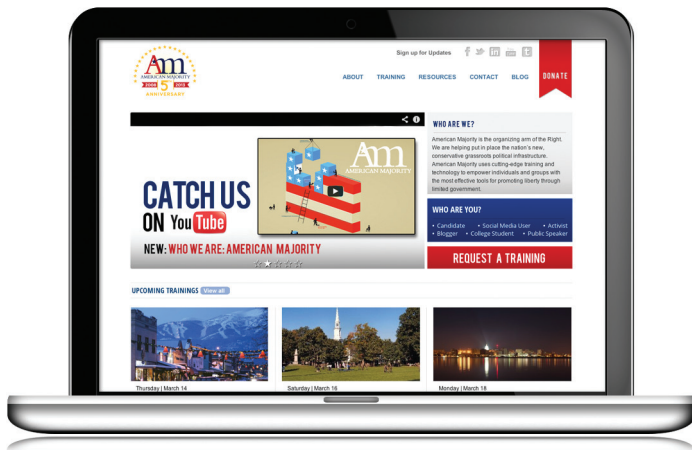 Sign up for Updates
Am
AMERICAN MAJORITY
2008 5 2013
ANNIVERSARY
ABOUT TRAINING RESOURCES CONTACT BLOG DONATE
CATCH US
ON YouTube
NEW: WHO WE ARE: AMERICAN MAJORITY
Am
AMERICAN MAJORITY
WHO ARE WE?
American Majority is the organizing arm of the Right.
We are helping put in place the nation's new,
conservative grassroots political infrastructure.
American Majority uses cutting-edge training and
technology to empower individuals and groups with
the most effective tools for promoting liberty through
limited government.
WHO ARE YOU?
• Candidate • Social Media User • Activist
• Blogger • College Student • Public Speaker
REQUEST A TRAINING
UPCOMING TRAININGS View all
Thursday | March 14 Saturday | March 16 Monday | March 18